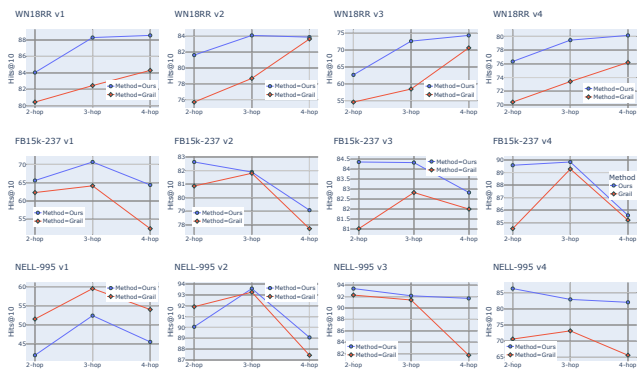 WN18RR v1
WN18RR v2
WN18RR v3
WN18RR v4
Hits@10
88
86
84
82
80
Method=Ours
Method=Grail
2-hop
3-hop
4-hop
Hits@10
84
82
80
78
76
Method=Ours
Method=Grail
2-hop
3-hop
4-hop
Hits@10
75
70
65
60
55
Method=Ours
Method=Grail
2-hop
3-hop
4-hop
Hits@10
80
78
76
74
72
70
Method=Ours
Method=Grail
2-hop
3-hop
4-hop
FB15k-237 v1
FB15k-237 v2
FB15k-237 v3
FB15k-237 v4
Hits@10
70
65
60
55
Method=Ours
Method=Grail
2-hop
3-hop
4-hop
Hits@10
83
82
81
80
79
78
Method=Ours
Method=Grail
2-hop
3-hop
4-hop
Hits@10
84.5
84
83.5
83
82.5
82
81.5
81
Method=Ours
Method=Grail
2-hop
3-hop
4-hop
Hits@10
90
89
88
87
86
85
Method
Ours
Grail
2-hop
3-hop
4-hop
NELL-995 v1
NELL-995 v2
NELL-995 v3
NELL-995 v4
Hits@10
60
55
50
45
Method=Ours
Method=Grail
2-hop
3-hop
4-hop
Hits@10
94
93
92
91
90
89
88
87
Method=Ours
Method=Grail
2-hop
3-hop
4-hop
Hits@10
94
92
90
88
86
84
82
Method=Ours
Method=Grail
2-hop
3-hop
4-hop
Hits@10
85
80
75
70
65
Method=Ours
Method=Grail
2-hop
3-hop
4-hop